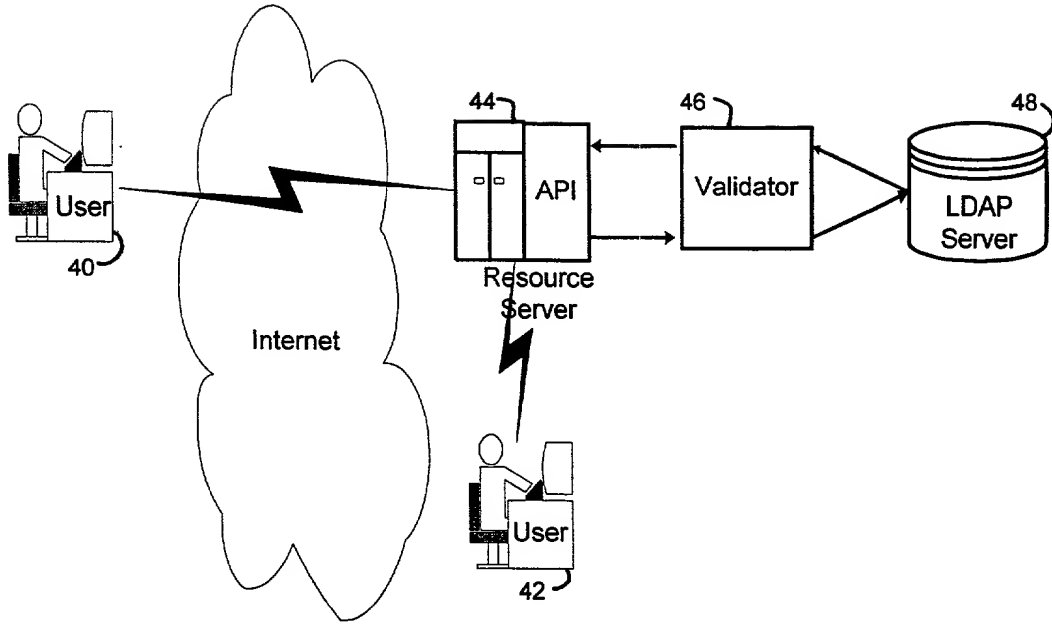 44
46
48
User
40
API
Validator
LDAP
Server
Resource
Server
Internet
User
42